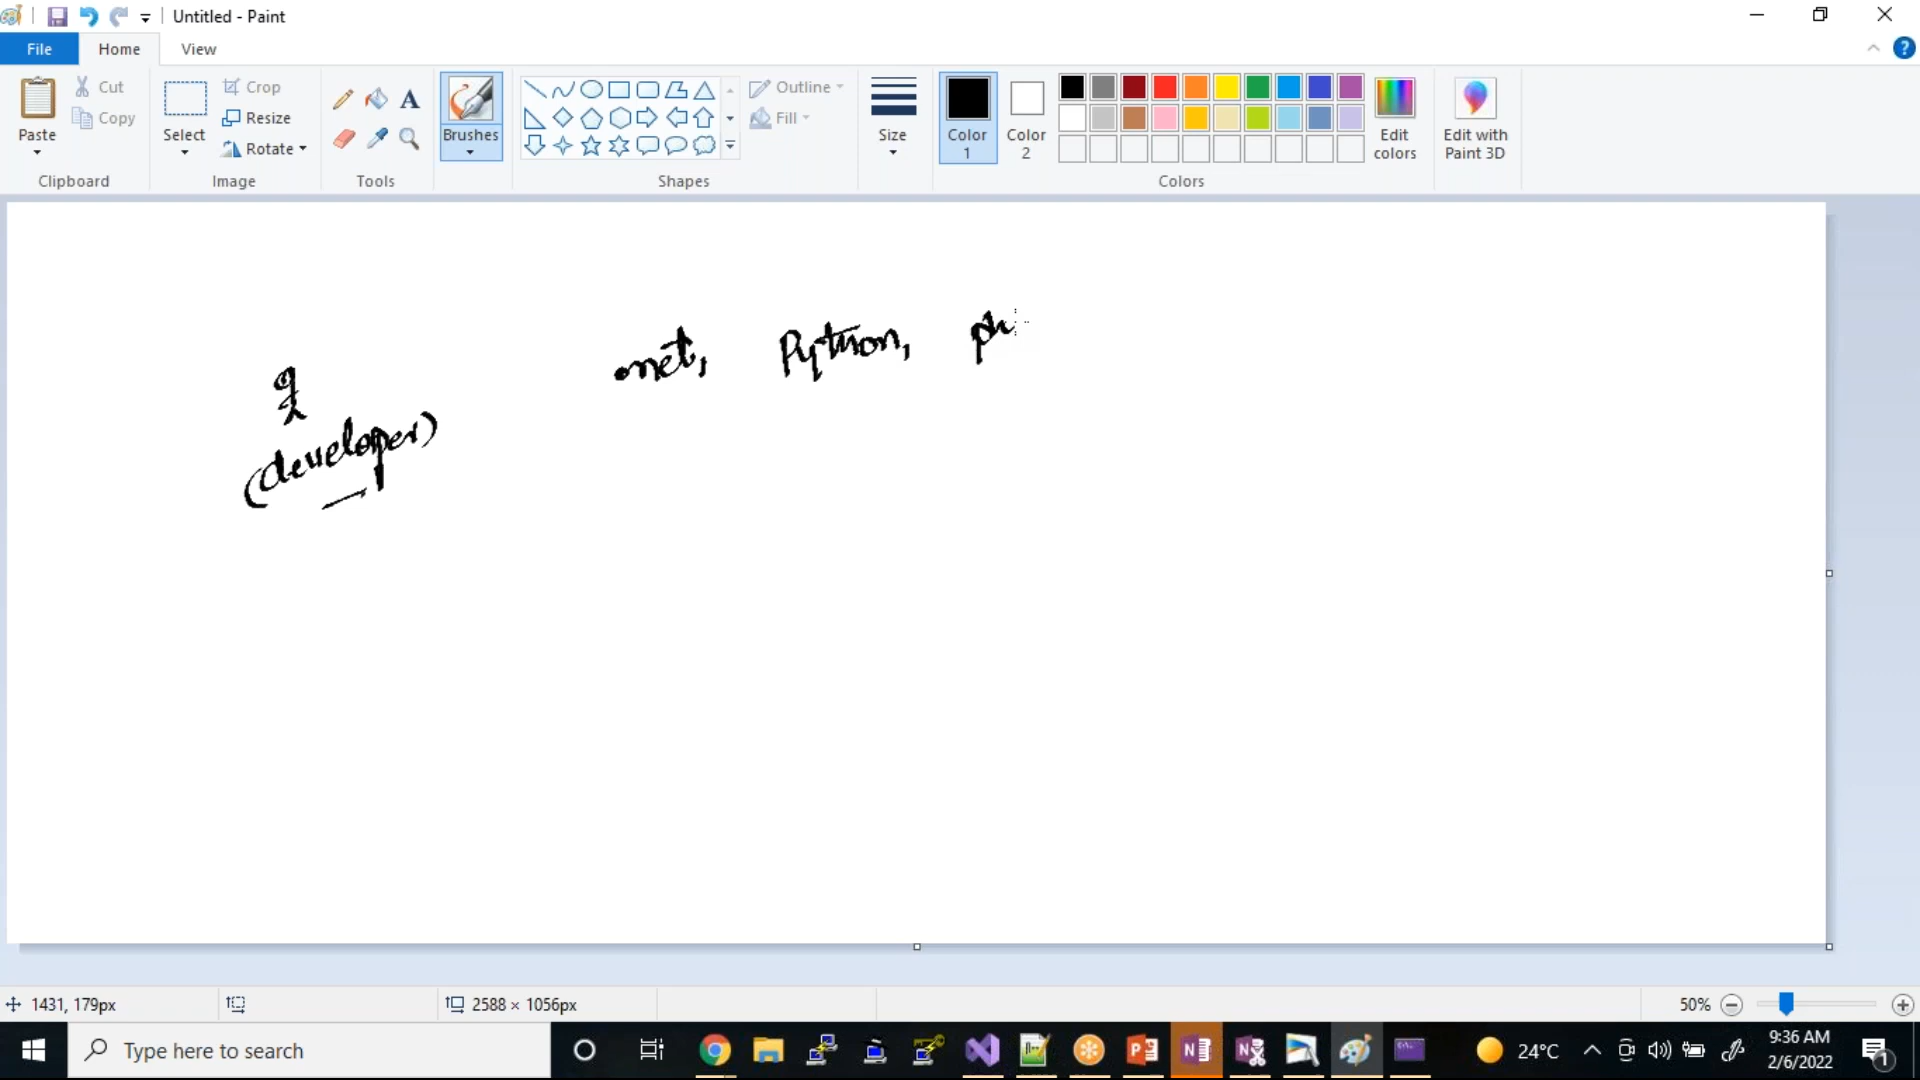 Untitled - Paint
File Home View
Paste
Cut
Copy
Clipboard
Select
Crop
Resize
Rotate
Image
Tools
Brushes
Shapes
Outline
Fill
Size
Color 1
Color 2
Edit colors
Colors
Edit with Paint 3D
.net, Python, ph
(developer)
1431, 179px
2588 × 1056px
50%
Type here to search
24°C
9:36 AM
2/6/2022
1